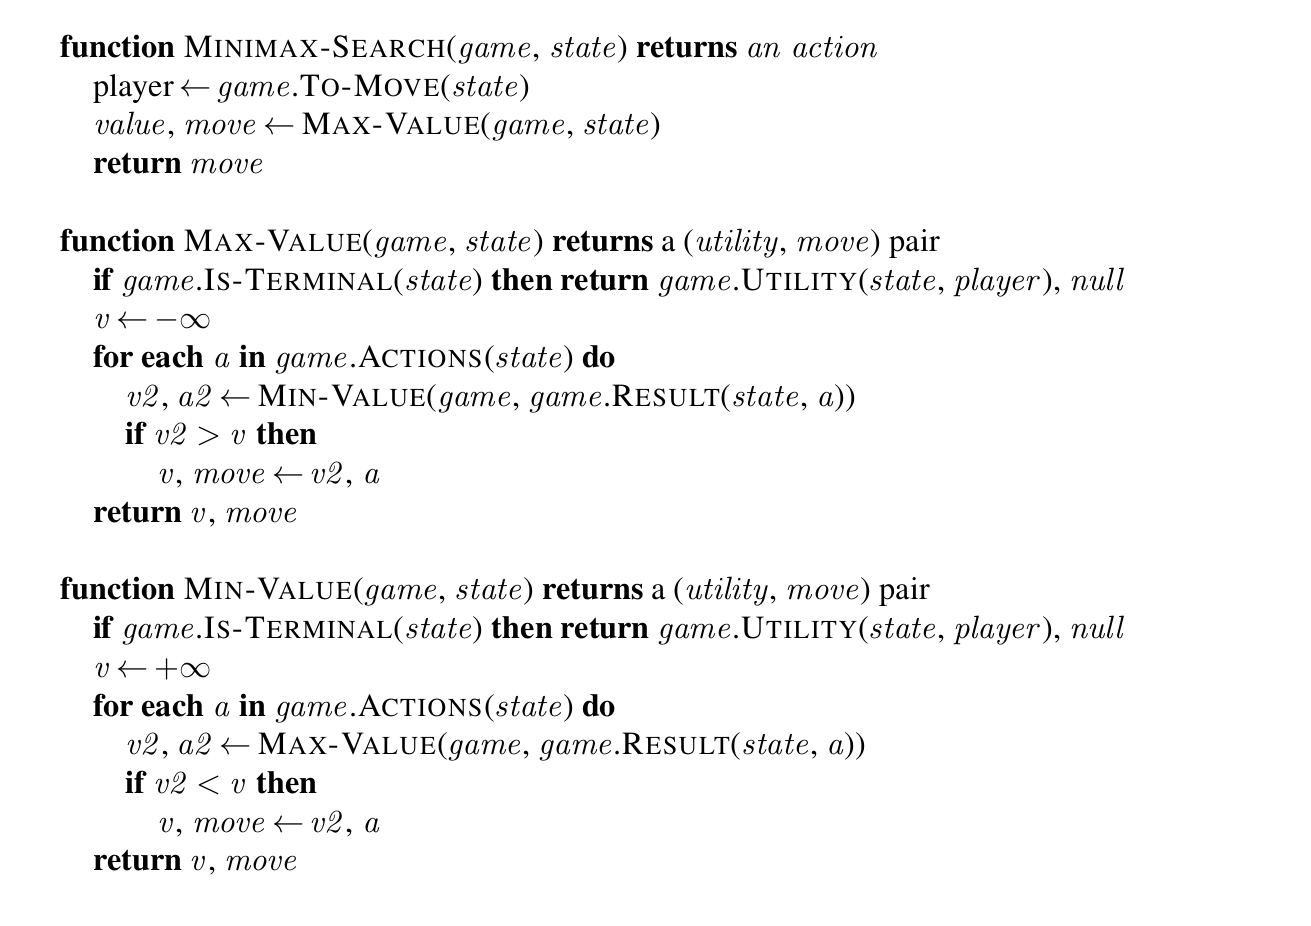 function MINIMAX-SEARCH(game, state) returns an action
player ← game.TO-MOVE(state)
value, move ← MAX-VALUE(game, state)
return move
function MAX-VALUE(game, state) returns a (utility, move) pair
if game.IS-TERMINAL(state) then return game.UTILITY(state, player), null
v ← −∞
for each a in game.ACTIONS(state) do
v2, a2 ← MIN-VALUE(game, game.RESULT(state, a))
if v2 > v then
v, move ← v2, a
return v, move
function MIN-VALUE(game, state) returns a (utility, move) pair
if game.IS-TERMINAL(state) then return game.UTILITY(state, player), null
v ← +∞
for each a in game.ACTIONS(state) do
v2, a2 ← MAX-VALUE(game, game.RESULT(state, a))
if v2 < v then
v, move ← v2, a
return v, move